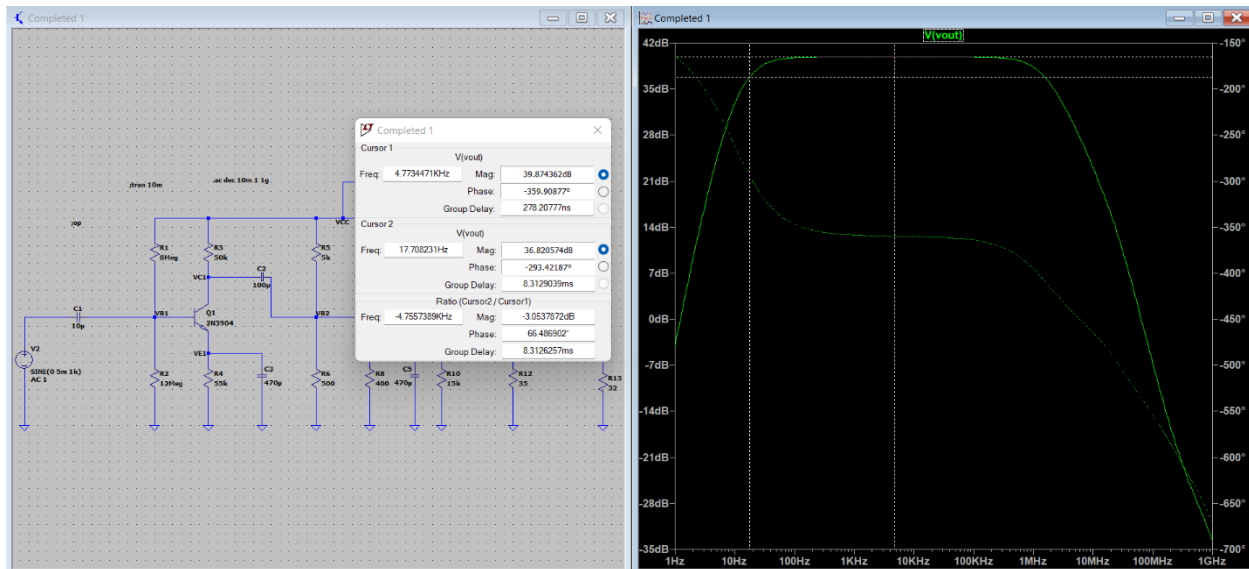 Completed 1
;tran 10m
.ac dec 10m 1 1g
;op
VCC
R1
8Meg
R3
50k
R5
5k
VC1
C2
100µ
C1
10µ
VB1
Q1
2N3904
VB2
V2
SINE(0 5m 1k)
AC 1
VE1
R2
12Meg
R4
55k
470µ
R6
500
R8
400
C5
470µ
R10
15k
R12
35
R13
32
Completed 1
Cursor 1
V(vout)
Freq: 4.7734471KHz Mag: 39.874362dB
Phase: -359.90877°
Group Delay: 278.20777ns
Cursor 2
V(vout)
Freq: 17.708231Hz Mag: 36.820574dB
Phase: -293.42187°
Group Delay: 8.3129039ms
Ratio (Cursor2 / Cursor1)
Freq: -4.7557389KHz Mag: -3.0537872dB
Phase: 66.486902°
Group Delay: 8.3126257ms
Completed 1
V(vout)
42dB -150°
35dB -200°
28dB -250°
21dB -300°
14dB -350°
7dB -400°
0dB -450°
-7dB -500°
-14dB -550°
-21dB -600°
-28dB -650°
-35dB -700°
1Hz 10Hz 100Hz 1KHz 10KHz 100KHz 1MHz 10MHz 100MHz 1GHz